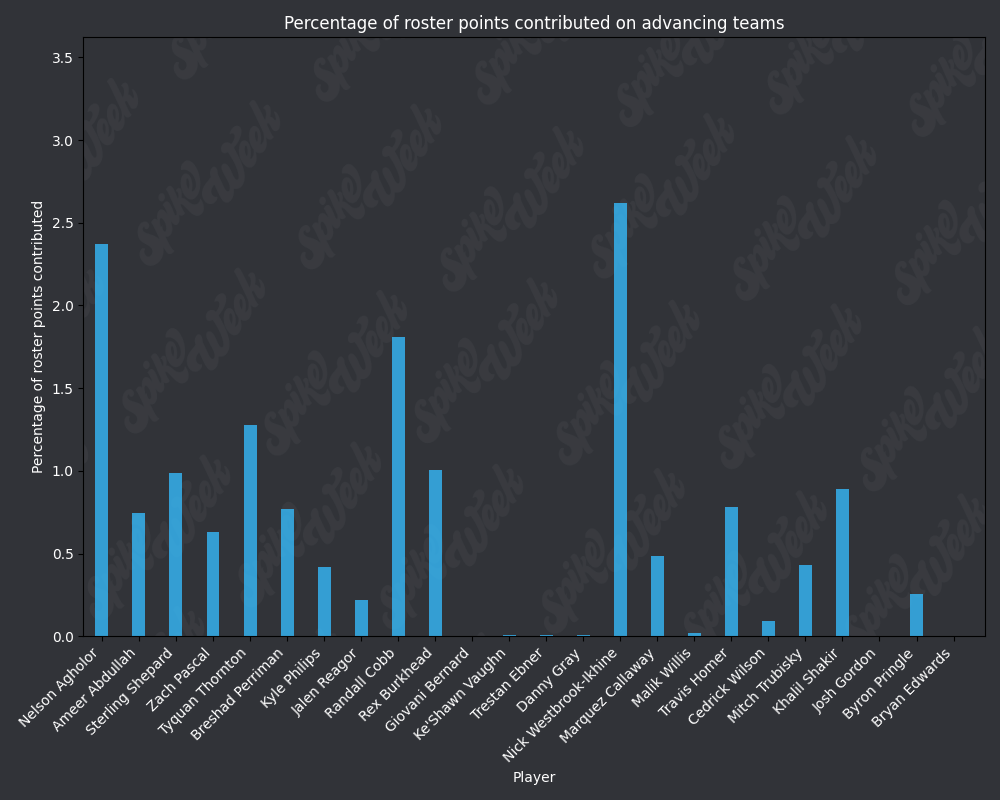 Percentage of roster points contributed on advancing teams
Percentage of roster points contributed
3.5
3.0
2.5
2.0
1.5
1.0
0.5
0.0
Nelson Agholor
Ameer Abdullah
Sterling Shepard
Zach Pascal
Tyquan Thornton
Breshad Perriman
Kyle Philips
Jalen Reagor
Randall Cobb
Rex Burkhead
Giovani Bernard
Ke'Shawn Vaughn
Trestan Ebner
Danny Gray
Nick Westbrook-Ikhine
Marquez Callaway
Malik Willis
Travis Homer
Cedrick Wilson
Mitch Trubisky
Khalil Shakir
Josh Gordon
Byron Pringle
Bryan Edwards
Player
Spike Week